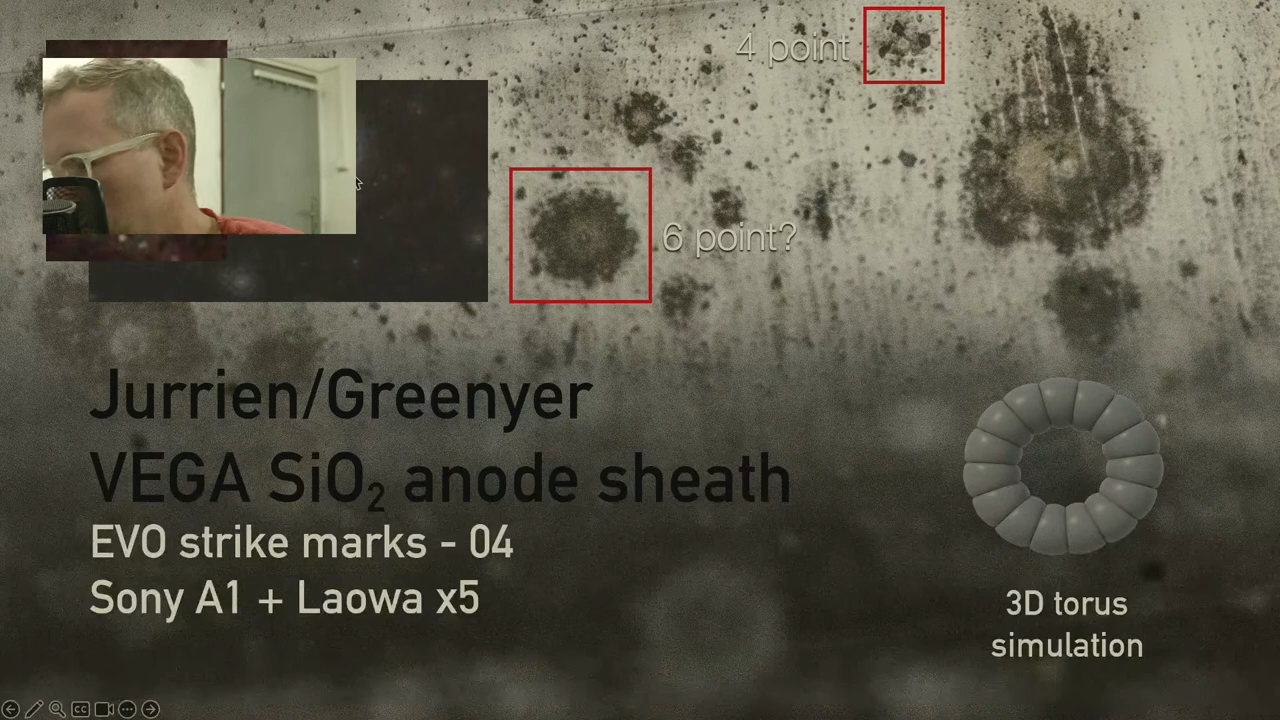 4 point
6 point?
Jurrien/Greenyer
VEGA SiO₂ anode sheath
EVO strike marks - 04
Sony A1 + Laowa x5
3D torus
simulation
CC